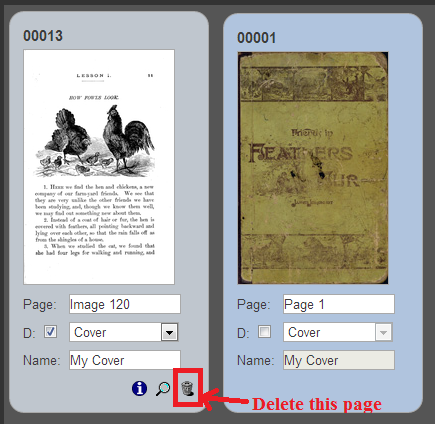 00013
LESSON I.
HOW FOWLS LOOK.
1. HERE we find the hen and chickens, a new
company of our farm-yard friends. We see that
they are very unlike the other friends we have
been studying, and, though we know them well,
we may find out something new about them.
2. Instead of a coat of hair or fur, the hen is
covered with feathers, all pointing backward and
lying over each other, so that the rain falls off as
from the shingles of a house.
3. When we studied the cat, we found that
she had four legs for walking and running, and
Page: Image 120
D: Cover
Name: My Cover
00001
Friends in
FEATHERS
FUR
Page: Page 1
D: Cover
Name: My Cover
Delete this page